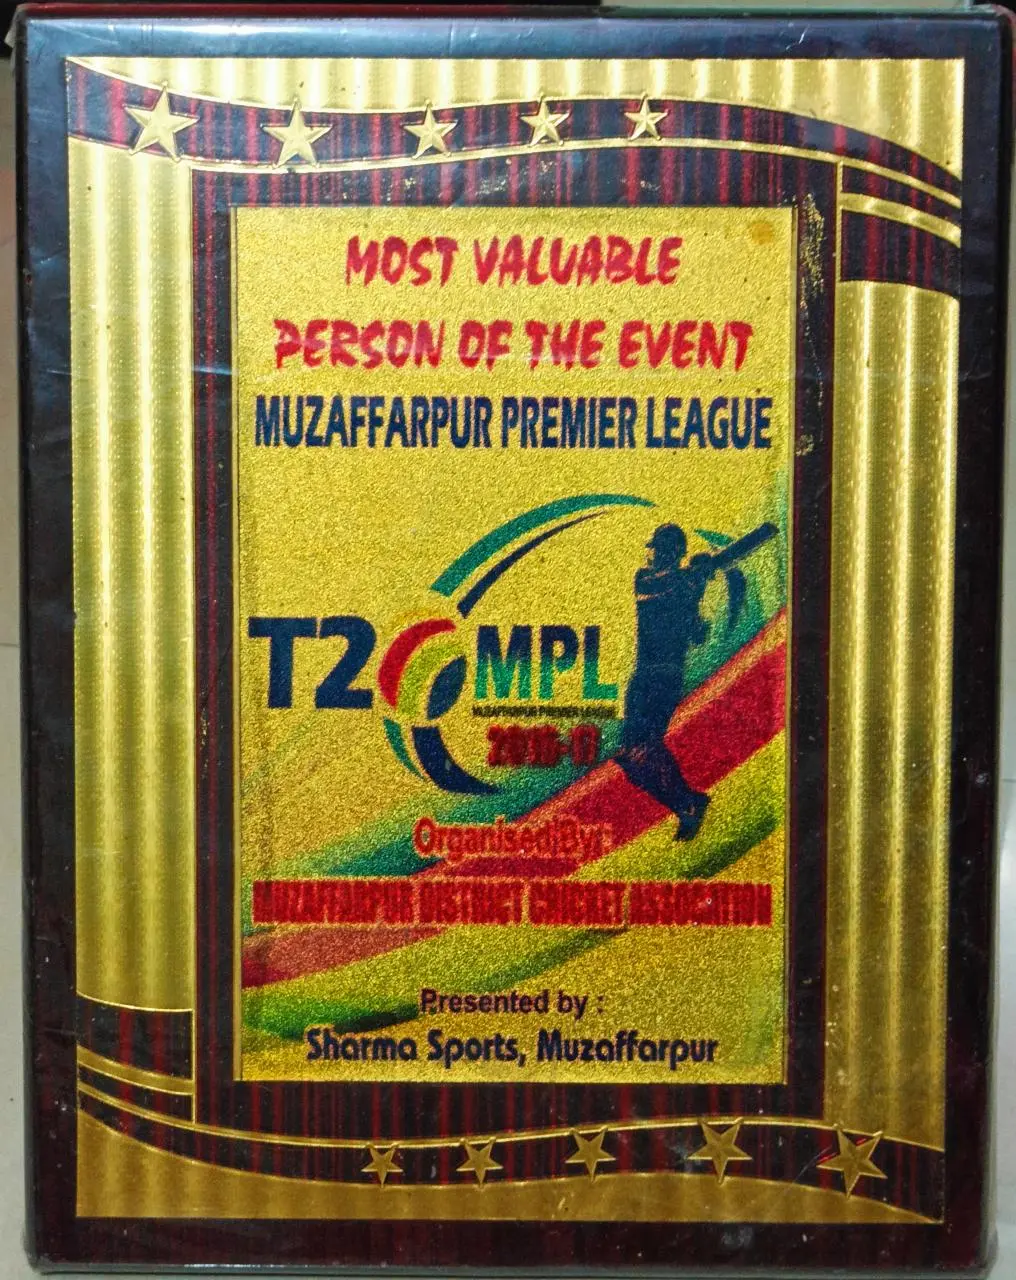 MOST VALUABLE
PERSON OF THE EVENT
MUZAFFARPUR PREMIER LEAGUE
T20 MPL
MUZAFFARPUR PREMIER LEAGUE
2016-17
Organised By :
MUZAFFARPUR DISTRICT CRICKET ASSOCIATION
Presented by :
Sharma Sports, Muzaffarpur